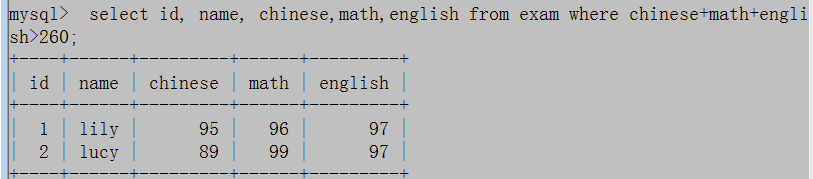 mysql>  select id, name, chinese,math,english from exam where chinese+math+engli
sh>260;
+----+------+---------+------+---------+
| id | name | chinese | math | english |
+----+------+---------+------+---------+
|  1 | lily |      95 |   96 |      97 |
|  2 | lucy |      89 |   99 |      97 |
+----+------+---------+------+---------+